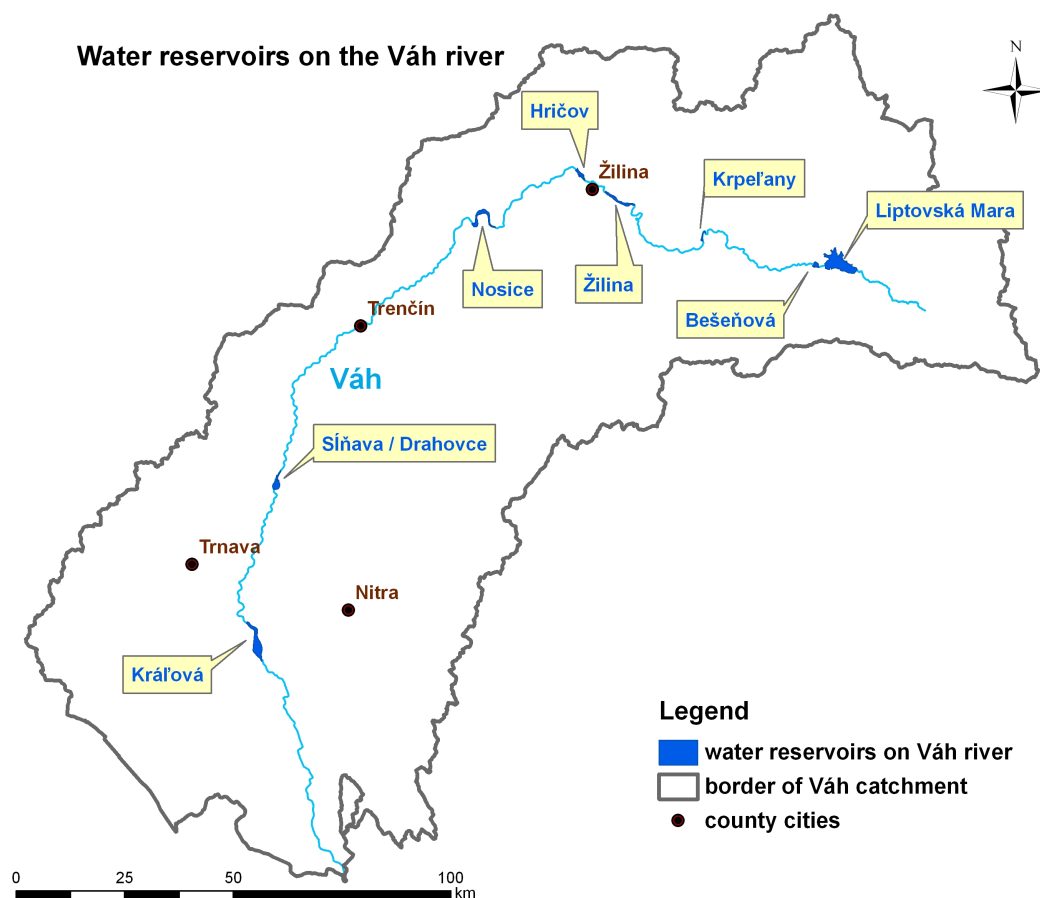 Water reservoirs on the Váh river
N
Hričov
Žilina
Krpeľany
Liptovská Mara
Nosice
Žilina
Bešeňová
Trenčín
Váh
Sĺňava / Drahovce
Trnava
Nitra
Kráľová
Legend
water reservoirs on Váh river
border of Váh catchment
county cities
0 25 50 100
km